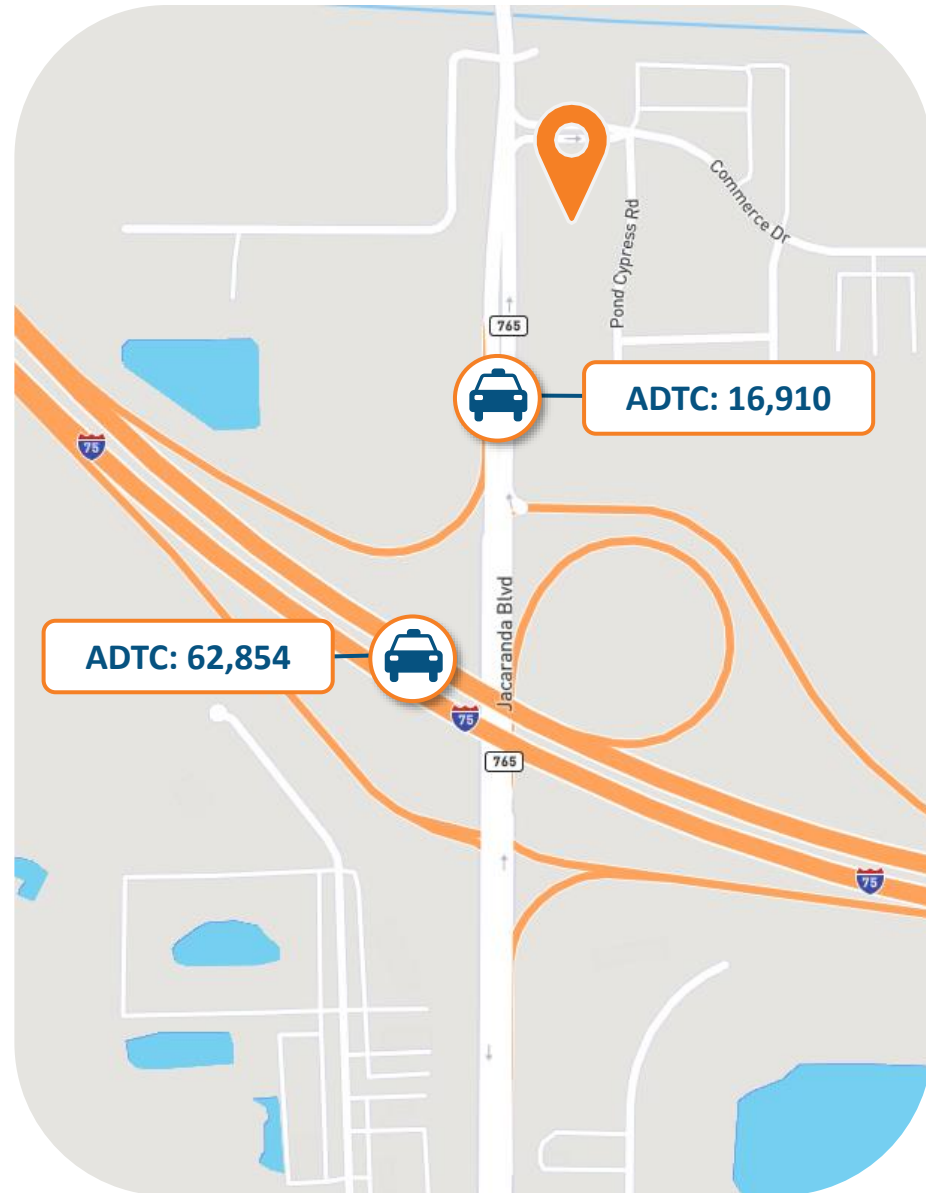 Commerce Dr
Pond Cypress Rd
765
ADTC: 16,910
75
Jacaranda Blvd
ADTC: 62,854
75
765
75